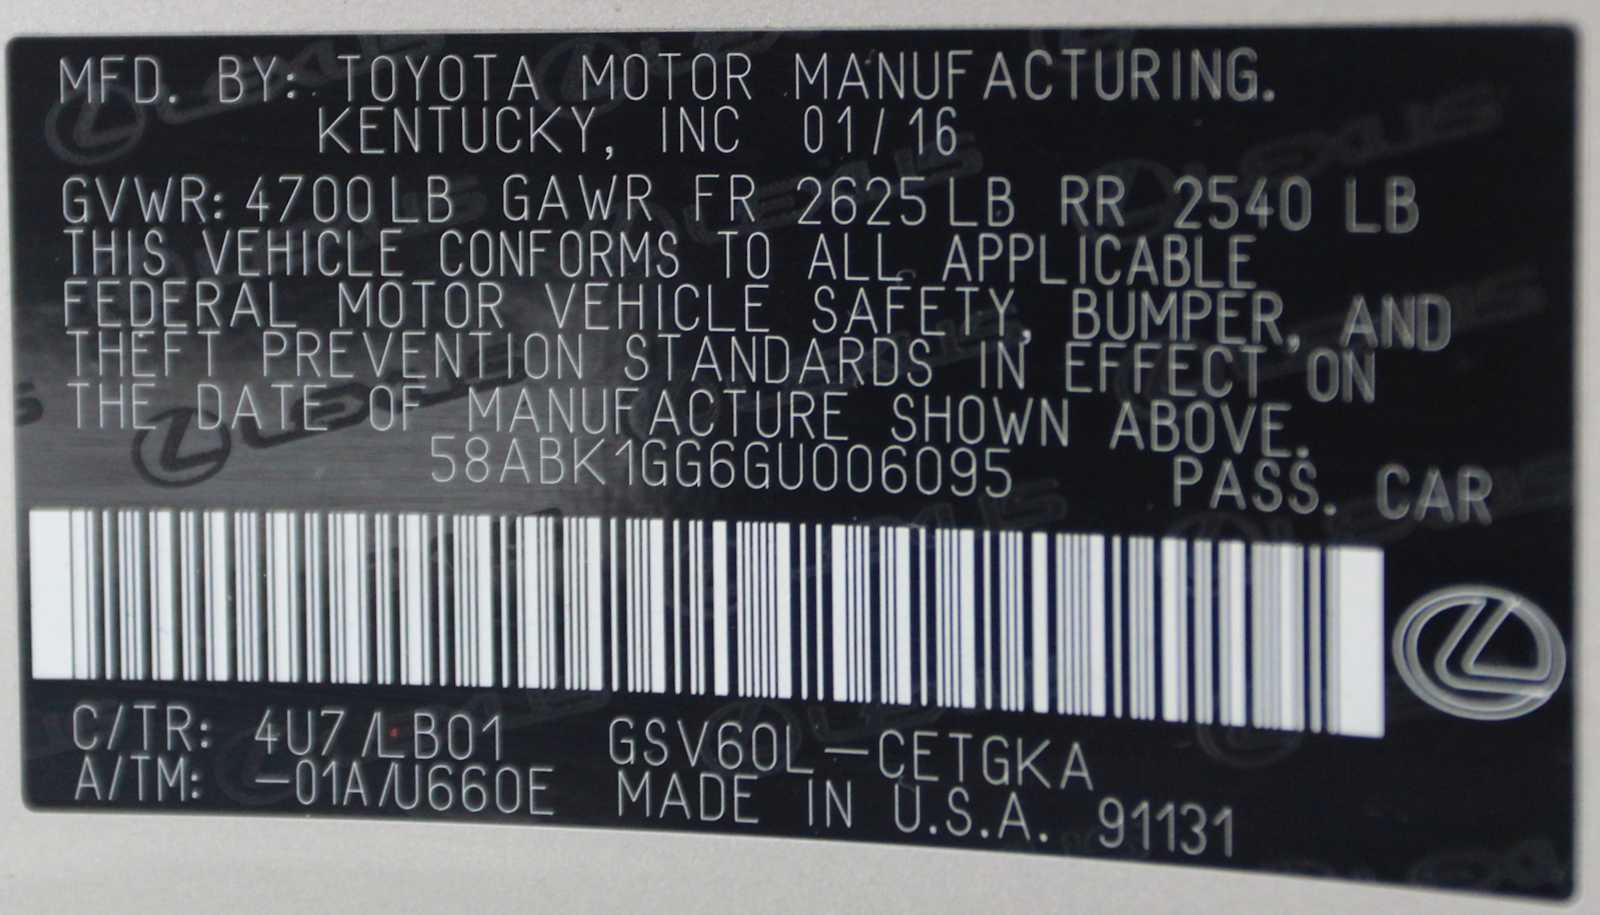 MFD. BY: TOYOTA MOTOR MANUFACTURING.
KENTUCKY, INC 01/16
GVWR: 4700LB GAWR FR 2625LB RR 2540 LB
THIS VEHICLE CONFORMS TO ALL APPLICABLE
FEDERAL MOTOR VEHICLE SAFETY, BUMPER, AND
THEFT PREVENTION STANDARDS IN EFFECT ON
THE DATE OF MANUFACTURE SHOWN ABOVE.
58ABK1GG6GU006095 PASS. CAR
C/TR: 4U7/LB01 GSV60L-CETGKA
A/TM: -01A/U660E MADE IN U.S.A. 91131
LEXUS